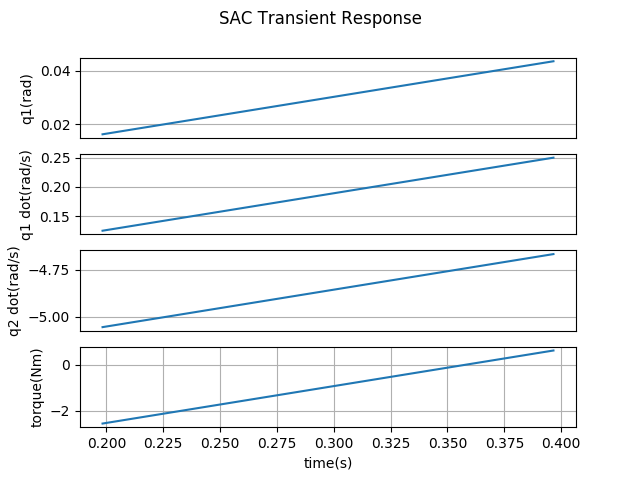 SAC Transient Response
q1(rad)
0.04
0.02
q1 dot(rad/s)
0.25
0.20
0.15
q2 dot(rad/s)
−4.75
−5.00
torque(Nm)
0
−2
0.200 0.225 0.250 0.275 0.300 0.325 0.350 0.375 0.400
time(s)